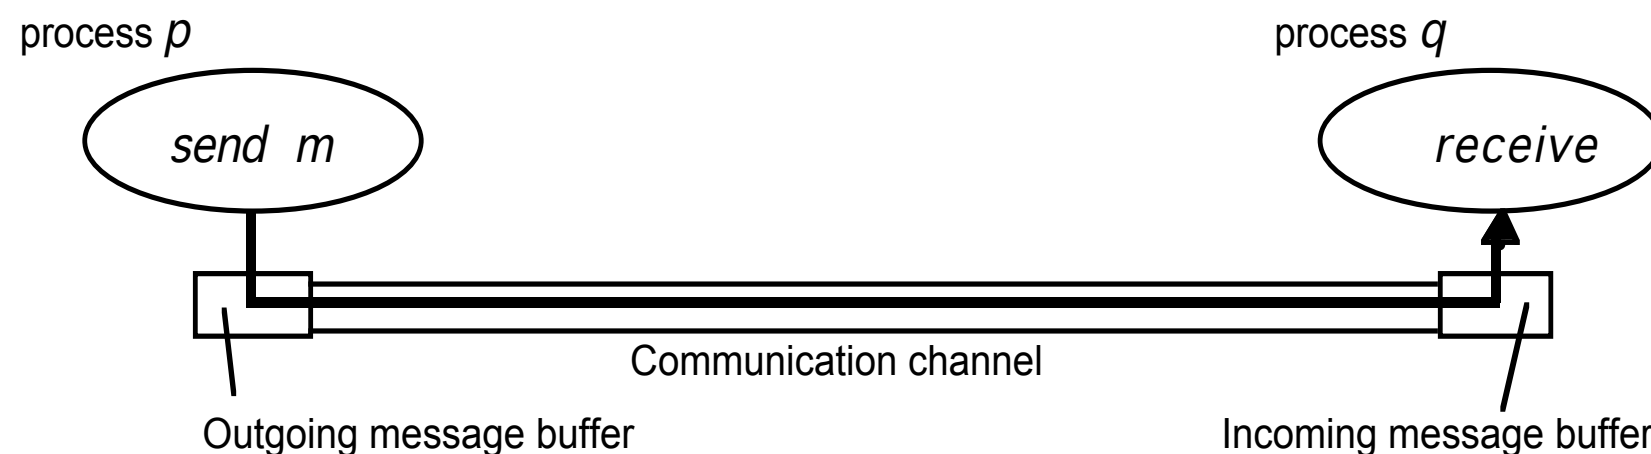 process p
process q
send m
receive
Communication channel
Outgoing message buffer
Incoming message buffer